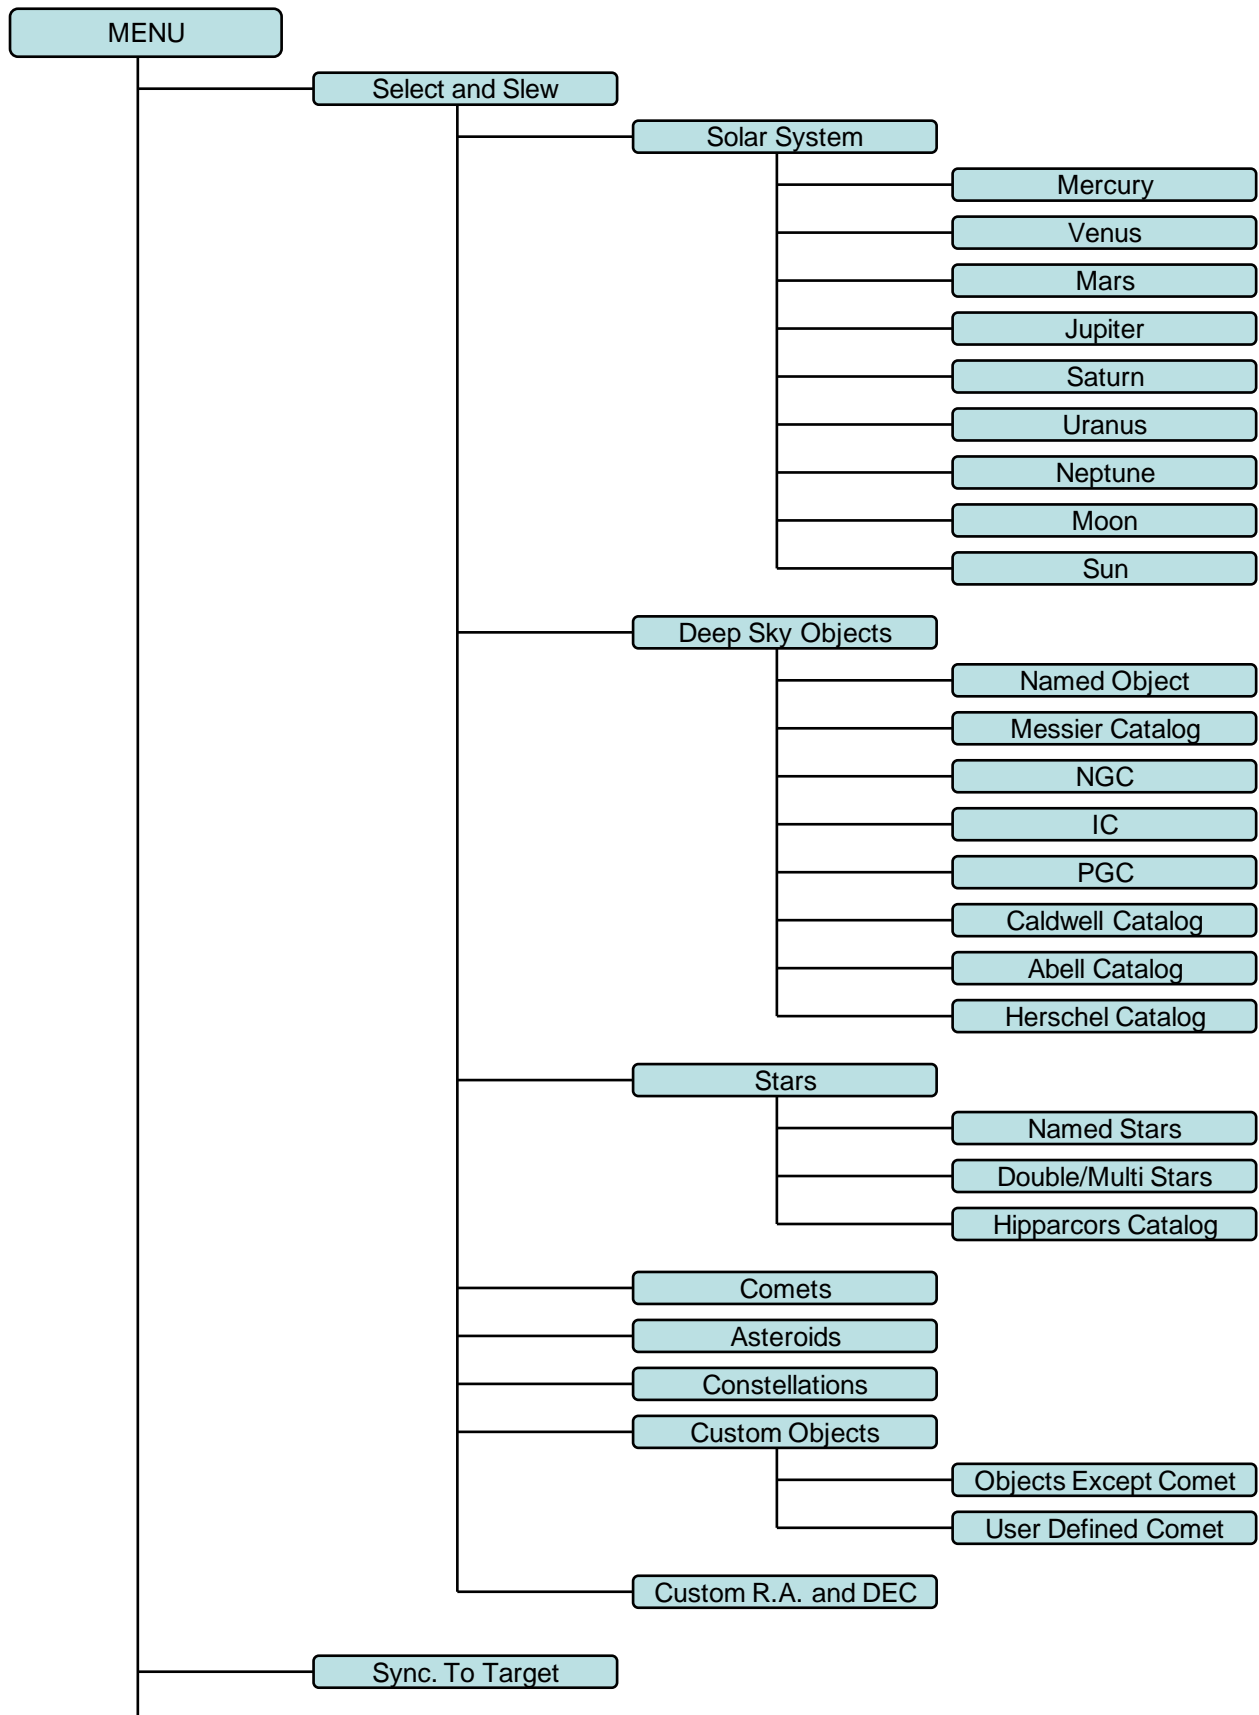 MENU
Select and Slew
Solar System
Mercury
Venus
Mars
Jupiter
Saturn
Uranus
Neptune
Moon
Sun
Deep Sky Objects
Named Object
Messier Catalog
NGC
IC
PGC
Caldwell Catalog
Abell Catalog
Herschel Catalog
Stars
Named Stars
Double/Multi Stars
Hipparcors Catalog
Comets
Asteroids
Constellations
Custom Objects
Objects Except Comet
User Defined Comet
Custom R.A. and DEC
Sync. To Target